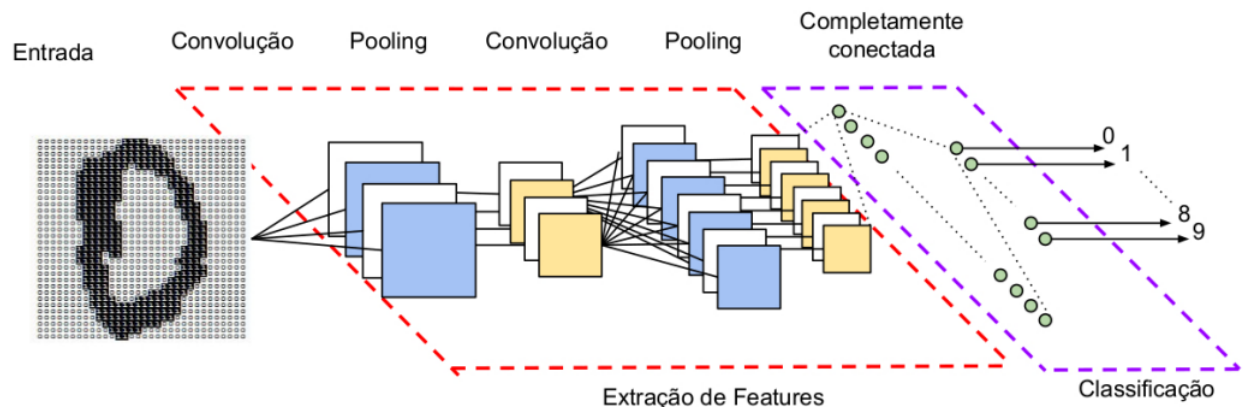 Entrada
Convolução
Pooling
Convolução
Pooling
Completamente
conectada
0
1
8
9
Extração de Features
Classificação